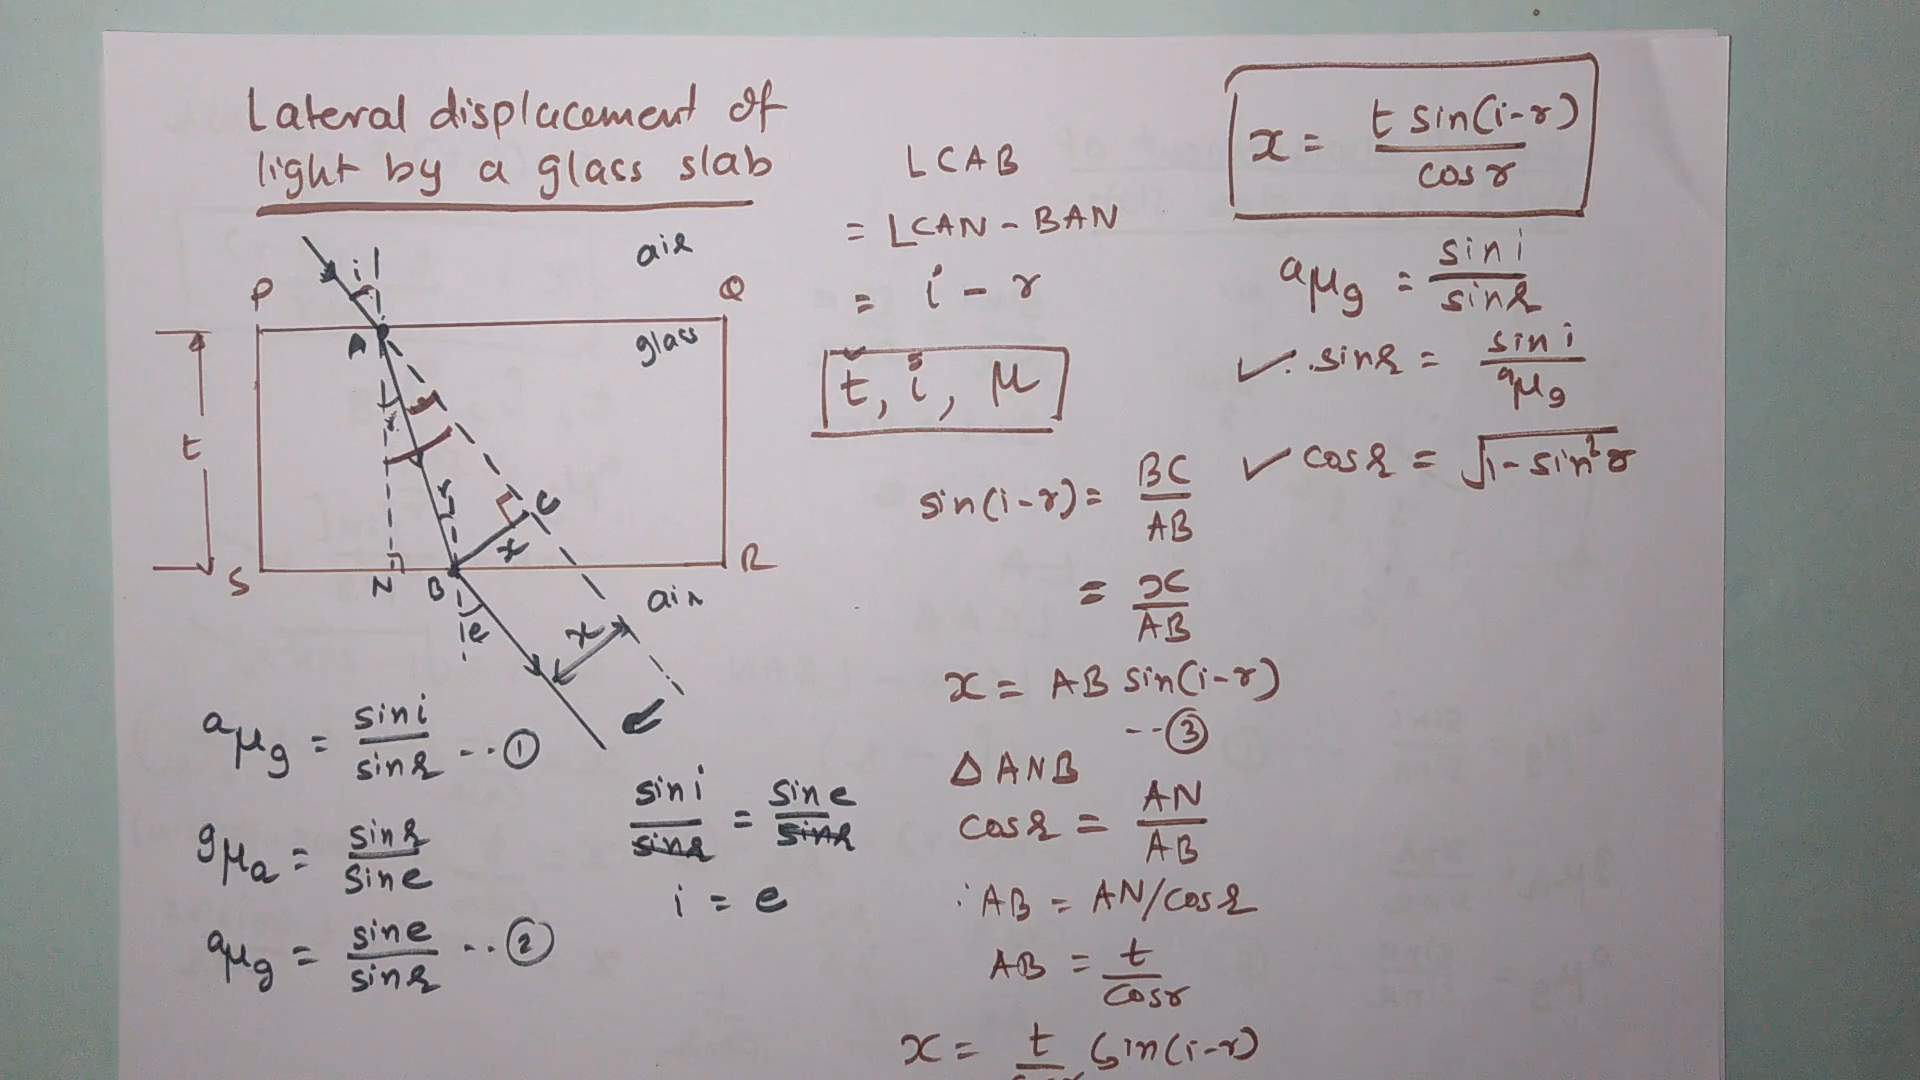 Lateral displacement of
light by a glass slab
air
i
P
Q
A
glass
t
r
r
C
x
S
N
B
R
air
e
x
aμg = sin i / sin r --①
gμa = sin r / sin e
aμg = sin e / sin r --②
sin i / sin r = sin e / sin r
i = e
∠CAB
= ∠CAN - BAN
= i - r
t, i, μ
sin(i-r) = BC / AB
= x / AB
x = AB sin(i-r)
--③
Δ ANB
cos r = AN / AB
∴ AB = AN/cos r
AB = t / cos r
x = t sin(i-r)
x = t sin(i-r) / cos r
aμg = sin i / sin r
✓ ∴ sin r = sin i / aμg
✓ cos r = √1 - sin²r